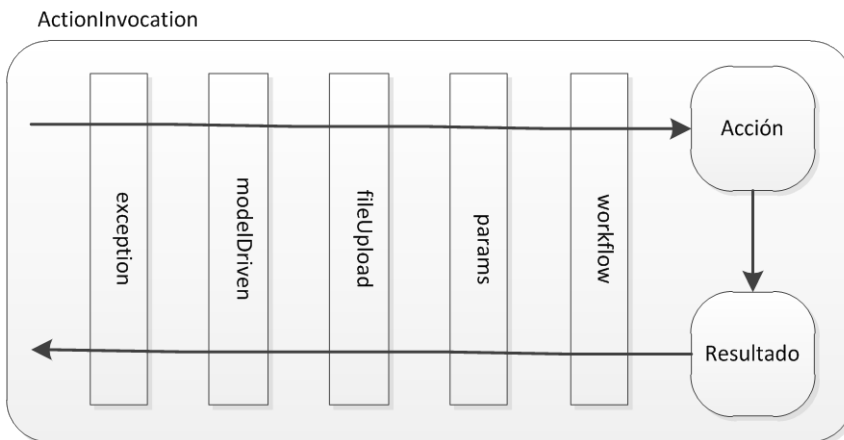 ActionInvocation
exception
modelDriven
fileUpload
params
workflow
Acción
Resultado